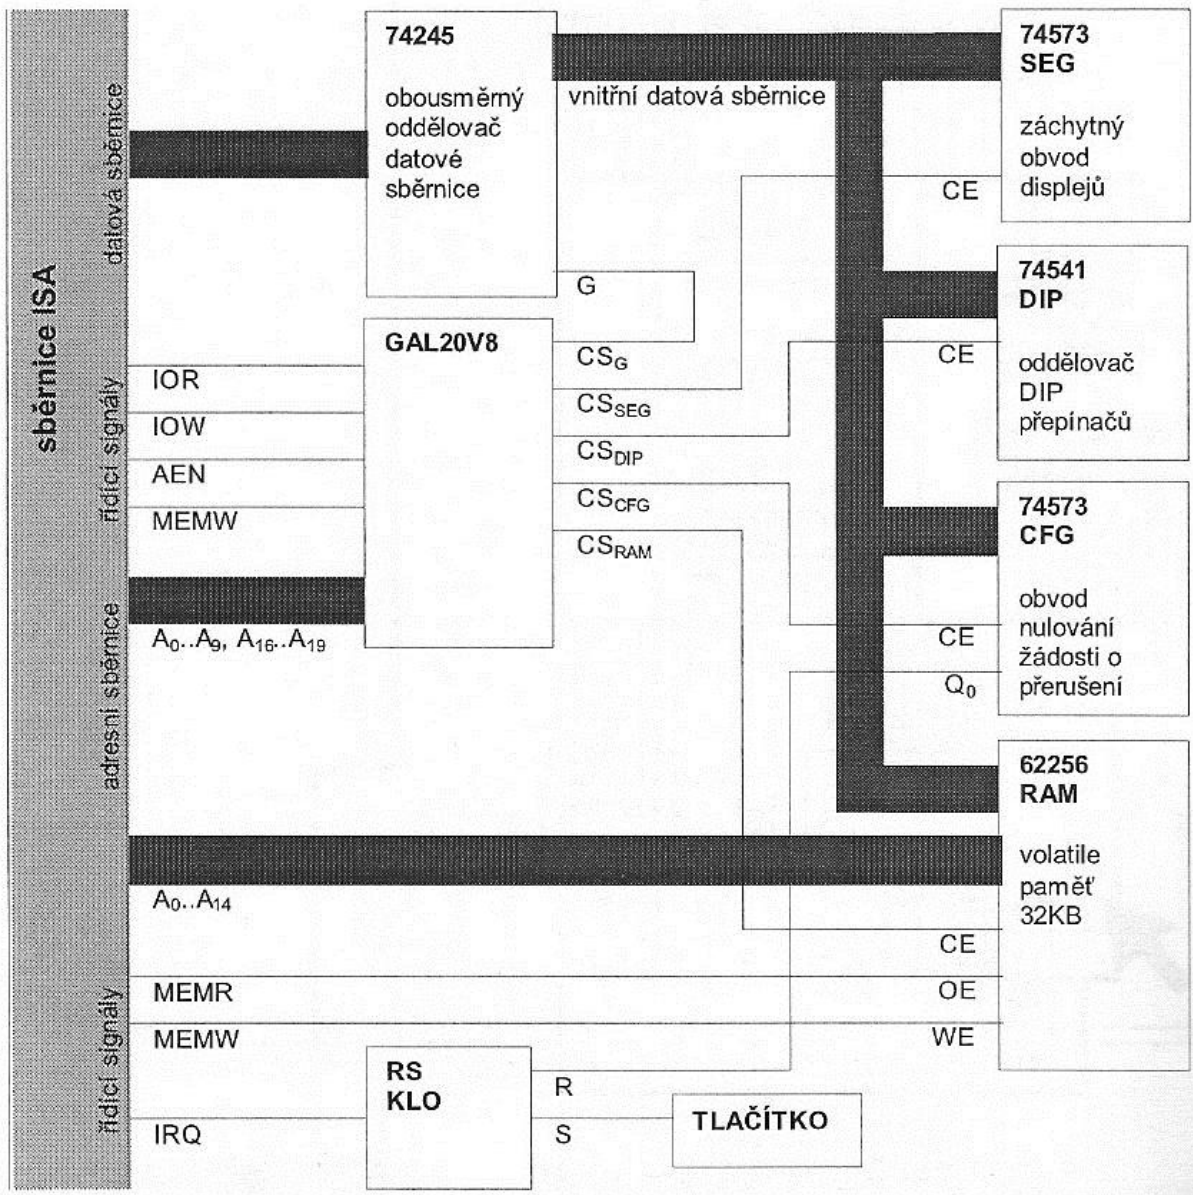 sběrnice ISA
datová sběrnice
řídící signály
adresní sběrnice
řídící signály
74245
obousměrný
oddělovač
datové
sběrnice
vnitřní datová sběrnice
G
GAL20V8
IOR
IOW
AEN
MEMW
A0..A9, A16..A19
CSG
CSSEG
CSDIP
CSCFG
CSRAM
74573
SEG
záchytný
obvod
displejů
CE
74541
DIP
oddělovač
DIP
přepínačů
CE
74573
CFG
obvod
nulování
žádosti o
přerušení
CE
Q0
62256
RAM
volatile
paměť
32KB
CE
OE
WE
A0..A14
MEMR
MEMW
IRQ
RS
KLO
R
S
TLAČÍTKO